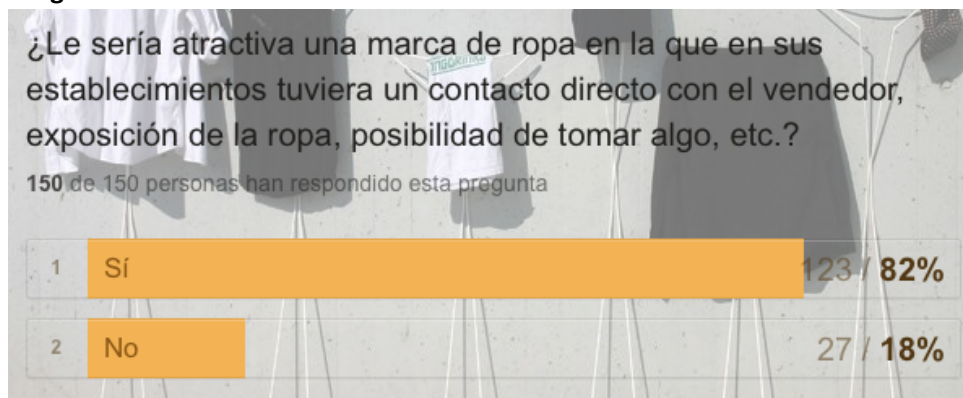 ¿Le sería atractiva una marca de ropa en la que en sus
establecimientos tuviera un contacto directo con el vendedor,
exposición de la ropa, posibilidad de tomar algo, etc.?
150 de 150 personas han respondido esta pregunta
1 Sí 123 / 82%
2 No 27 / 18%